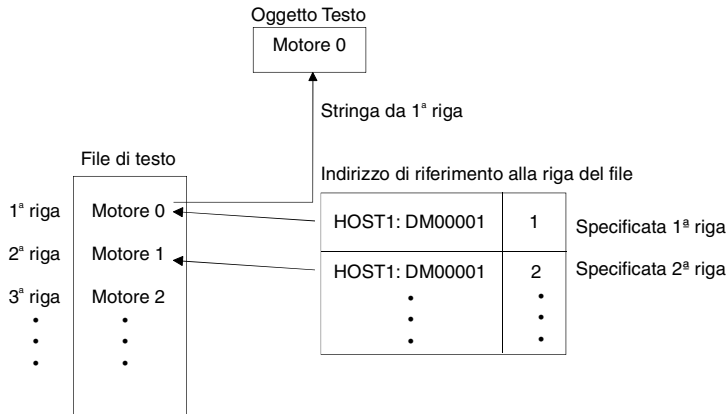 Oggetto Testo
Motore 0
Stringa da 1ª riga
File di testo
Indirizzo di riferimento alla riga del file
1ª riga Motore 0
HOST1: DM00001 1 Specificata 1ª riga
2ª riga Motore 1
HOST1: DM00001 2 Specificata 2ª riga
3ª riga Motore 2